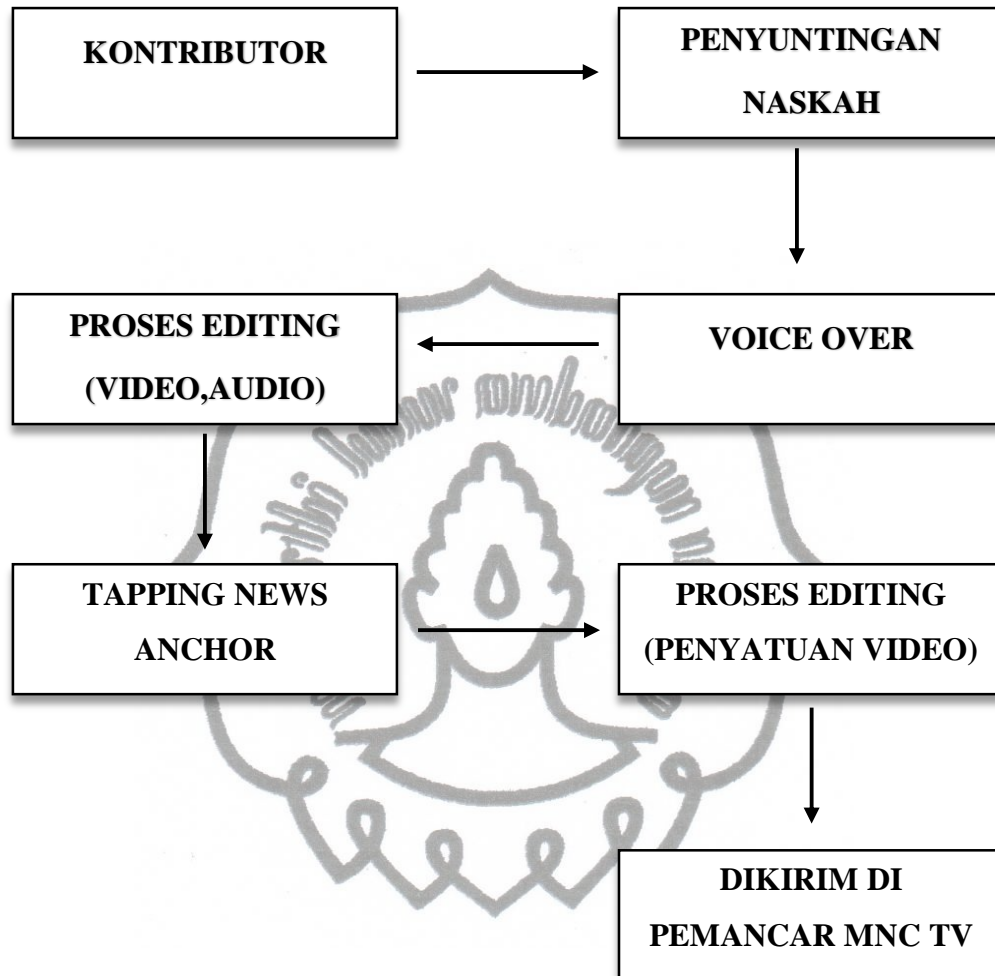 KONTRIBUTOR
PENYUNTINGAN
NASKAH
VOICE OVER
PROSES EDITING
(VIDEO,AUDIO)
TAPPING NEWS
ANCHOR
PROSES EDITING
(PENYATUAN VIDEO)
DIKIRIM DI
PEMANCAR MNC TV